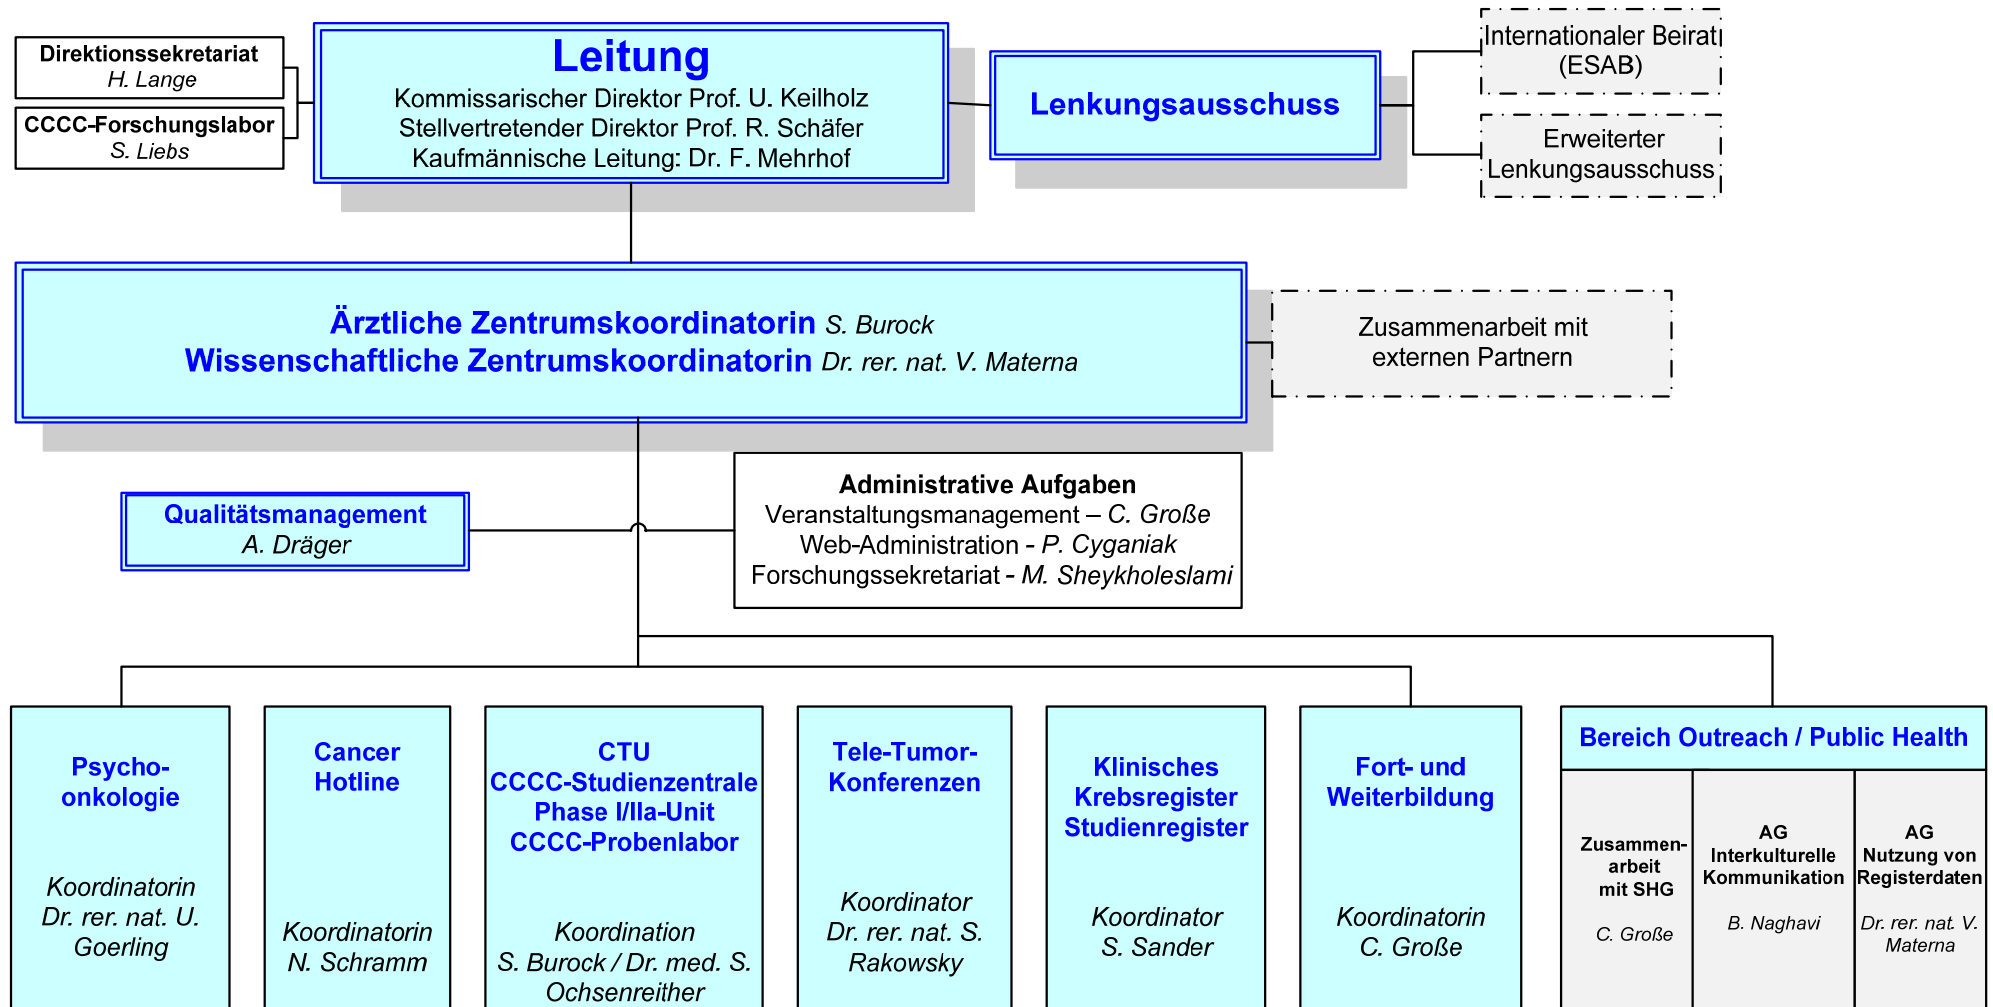 Direktionssekretariat
H. Lange
CCCC-Forschungslabor
S. Liebs
Leitung
Kommissarischer Direktor Prof. U. Keilholz
Stellvertretender Direktor Prof. R. Schäfer
Kaufmännische Leitung: Dr. F. Mehrhof
Lenkungsausschuss
Internationaler Beirat
(ESAB)
Erweiterter
Lenkungsausschuss
Ärztliche Zentrumskoordinatorin S. Burock
Wissenschaftliche Zentrumskoordinatorin Dr. rer. nat. V. Materna
Zusammenarbeit mit
externen Partnern
Qualitätsmanagement
A. Dräger
Administrative Aufgaben
Veranstaltungsmanagement – C. Große
Web-Administration - P. Cyganiak
Forschungssekretariat - M. Sheykholeslami
Psycho-
onkologie
Koordinatorin
Dr. rer. nat. U.
Goerling
Cancer
Hotline
Koordinatorin
N. Schramm
CTU
CCCC-Studienzentrale
Phase I/IIa-Unit
CCCC-Probenlabor
Koordination
S. Burock / Dr. med. S.
Ochsenreither
Tele-Tumor-
Konferenzen
Koordinator
Dr. rer. nat. S.
Rakowsky
Klinisches
Krebsregister
Studienregister
Koordinator
S. Sander
Fort- und
Weiterbildung
Koordinatorin
C. Große
Bereich Outreach / Public Health
Zusammen-
arbeit
mit SHG
C. Große
AG
Interkulturelle
Kommunikation
B. Naghavi
AG
Nutzung von
Registerdaten
Dr. rer. nat. V.
Materna